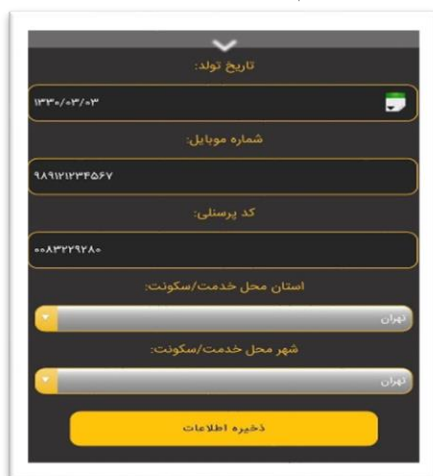 تاریخ تولد:
۱۳۳۰/۰۳/۰۳
شماره موبایل:
۹۸۹۱۲۱۲۳۴۵۶۷
کد پرسنلی:
۰۰۸۳۲۲۹۲۸۰
استان محل خدمت/سکونت:
تهران
شهر محل خدمت/سکونت:
تهران
ذخیره اطلاعات